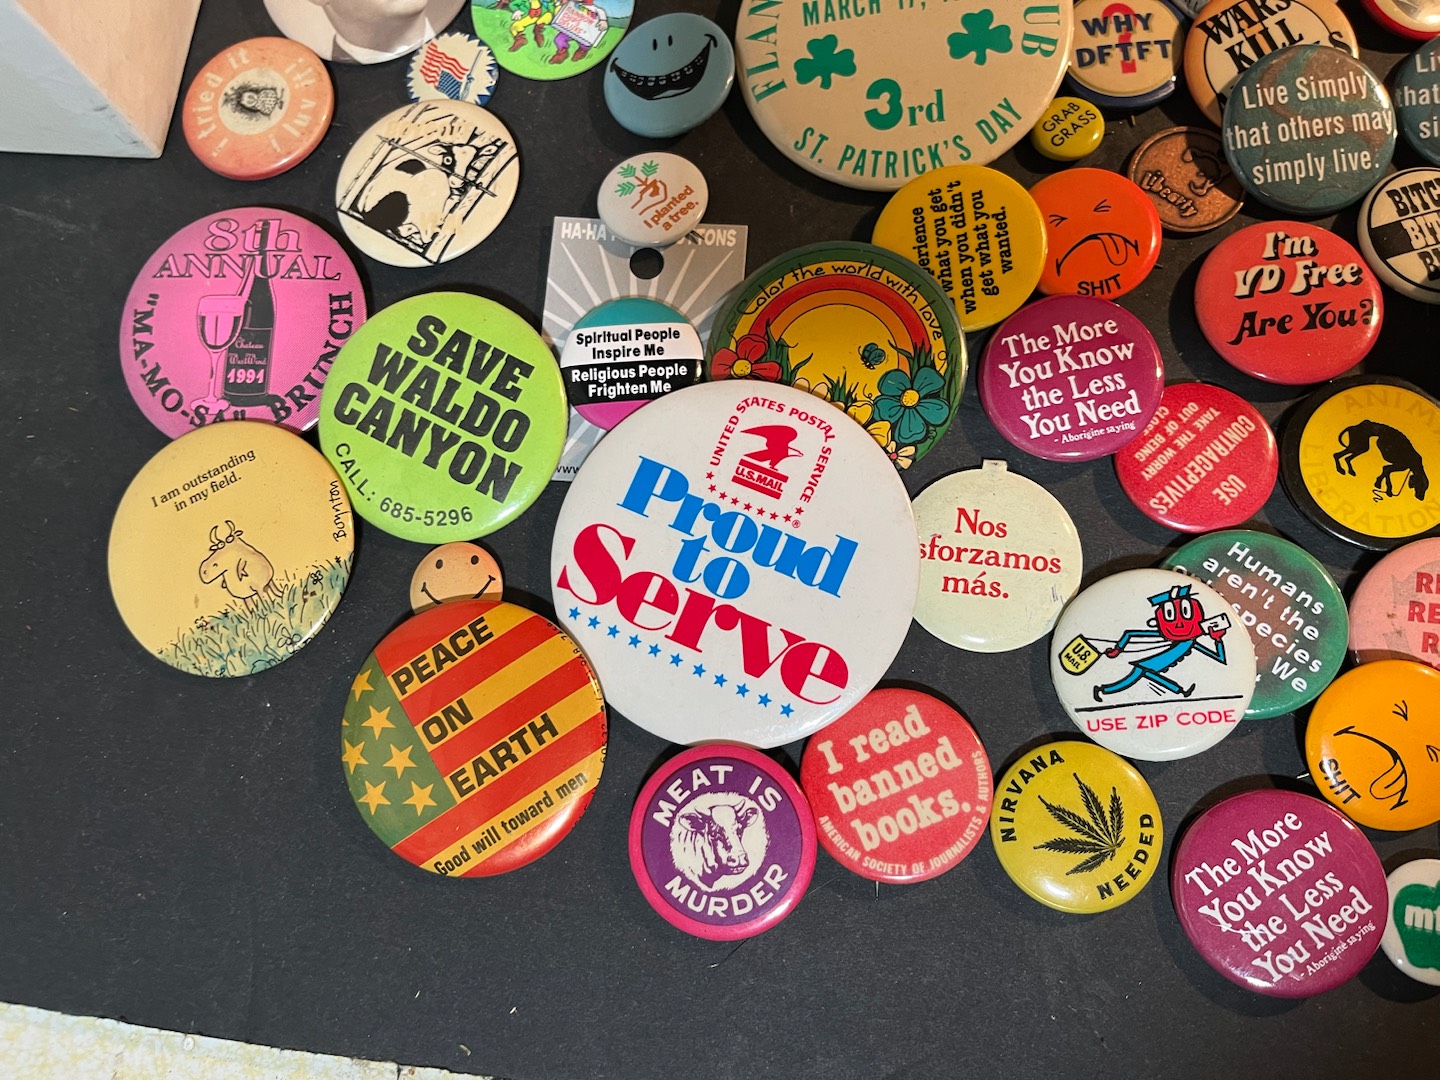 i tried it
MARCH 17,
3rd
ST. PATRICK'S DAY
WHY
DFTFT
?
WARS
KILL
GRAB
GRASS
Live Simply
that others may
simply live.
I planted
a tree.
HA-HA
8th
ANNUAL
"MA-MO-SA" BRUNCH
Chateau
West Wind
1991
SAVE
WALDO
CANYON
CALL: 685-5296
Spiritual People
Inspire Me
Religious People
Frighten Me
www
Color the world with love
what you get
when you didn't
get what you
wanted.
SHIT
I'm
VD Free
Are You?
The More
You Know
the Less
You Need
- Aborigine saying
USE
CONTRACEPTIVES
TAKE THE WORRY
OUT OF BEING
LIBERATION
I am outstanding
in my field.
Boynton
UNITED STATES POSTAL SERVICE
U.S.MAIL
®
Proud
to
Serve
Nos
sforzamos
más.
Humans
aren't the
species
We
U.S.
MAIL
USE ZIP CODE
PEACE
ON
EARTH
Good will toward men
MEAT IS
MURDER
I read
banned
books.
AMERICAN SOCIETY OF JOURNALISTS & AUTHORS
NIRVANA
NEEDED
SHIT
The More
You Know
the Less
You Need
- Aborigine saying